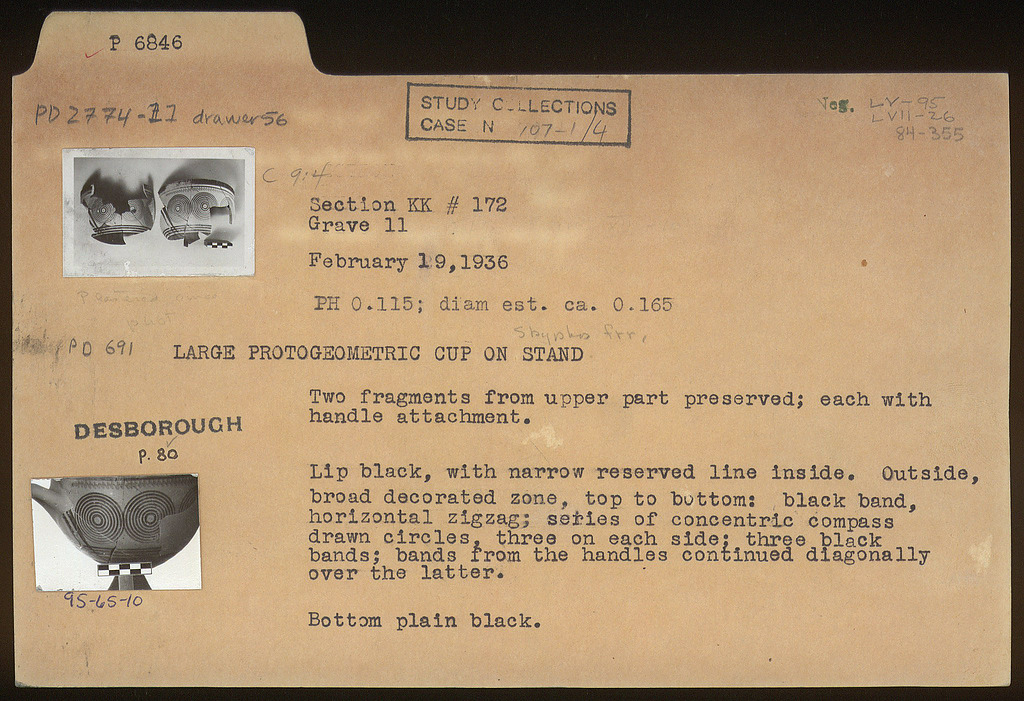 P 6846
PD 2774-11 drawer 56
STUDY C LLECTIONS
CASE N 707-1/4
Neg. LV-95
LVII-26
84-355
C 9:4
Section KK # 172
Grave 11
February 19,1936
PH 0.115; diam est. ca. 0.165
Plastered
Skyphos frr.
PD 691
LARGE PROTOGEOMETRIC CUP ON STAND
Two fragments from upper part preserved; each with
handle attachment.
DESBOROUGH
P. 80
Lip black, with narrow reserved line inside. Outside,
broad decorated zone, top to bottom: black band,
horizontal zigzag; series of concentric compass
drawn circles, three on each side; three black
bands; bands from the handles continued diagonally
over the latter.
95-65-10
Bottom plain black.